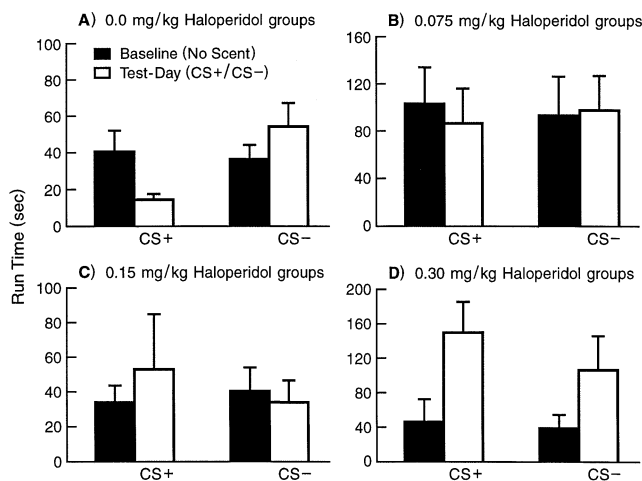 A) 0.0 mg/kg Haloperidol groups
100
80
60
40
20
0
Baseline (No Scent)
Test-Day (CS+/CS−)
CS+
CS−
B) 0.075 mg/kg Haloperidol groups
160
120
80
40
0
CS+
CS−
Run Time (sec)
C) 0.15 mg/kg Haloperidol groups
100
80
60
40
20
0
CS+
CS−
D) 0.30 mg/kg Haloperidol groups
200
160
120
80
40
0
CS+
CS−